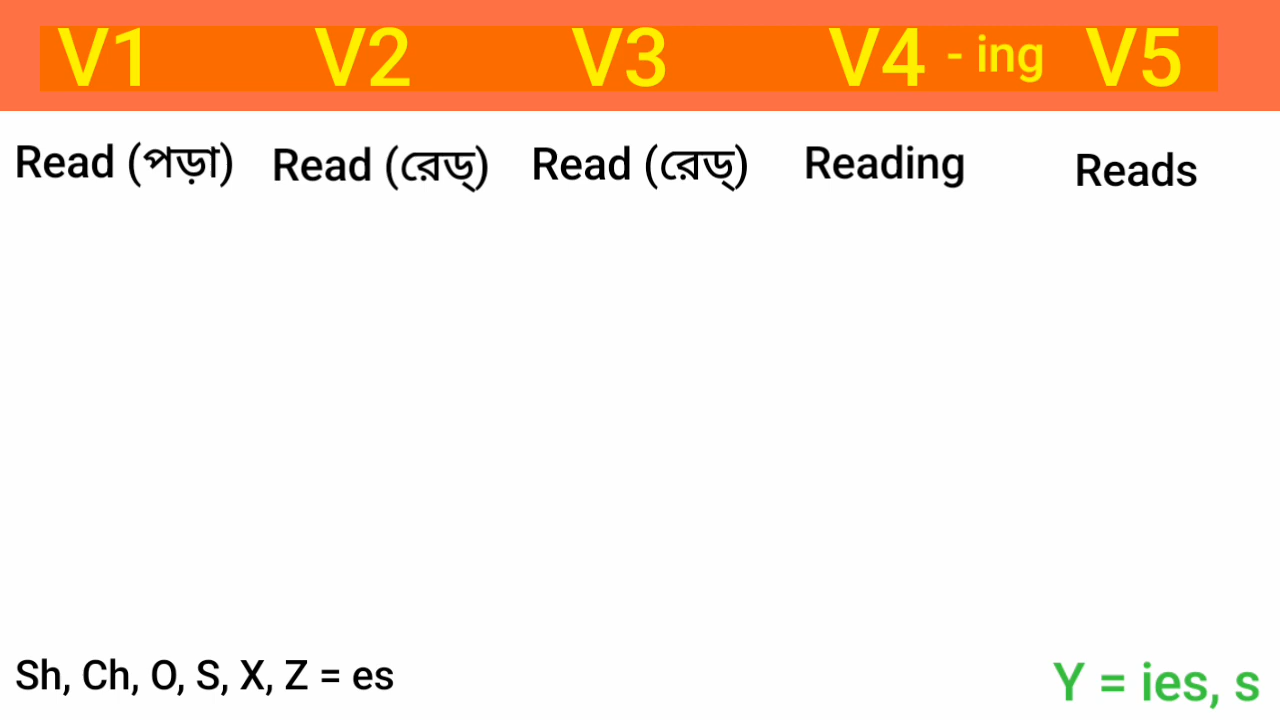 V1 V2 V3 V4 - ing V5
Read (পড়া) Read (রেড্) Read (রেড্) Reading Reads
Sh, Ch, O, S, X, Z = es
Y = ies, s